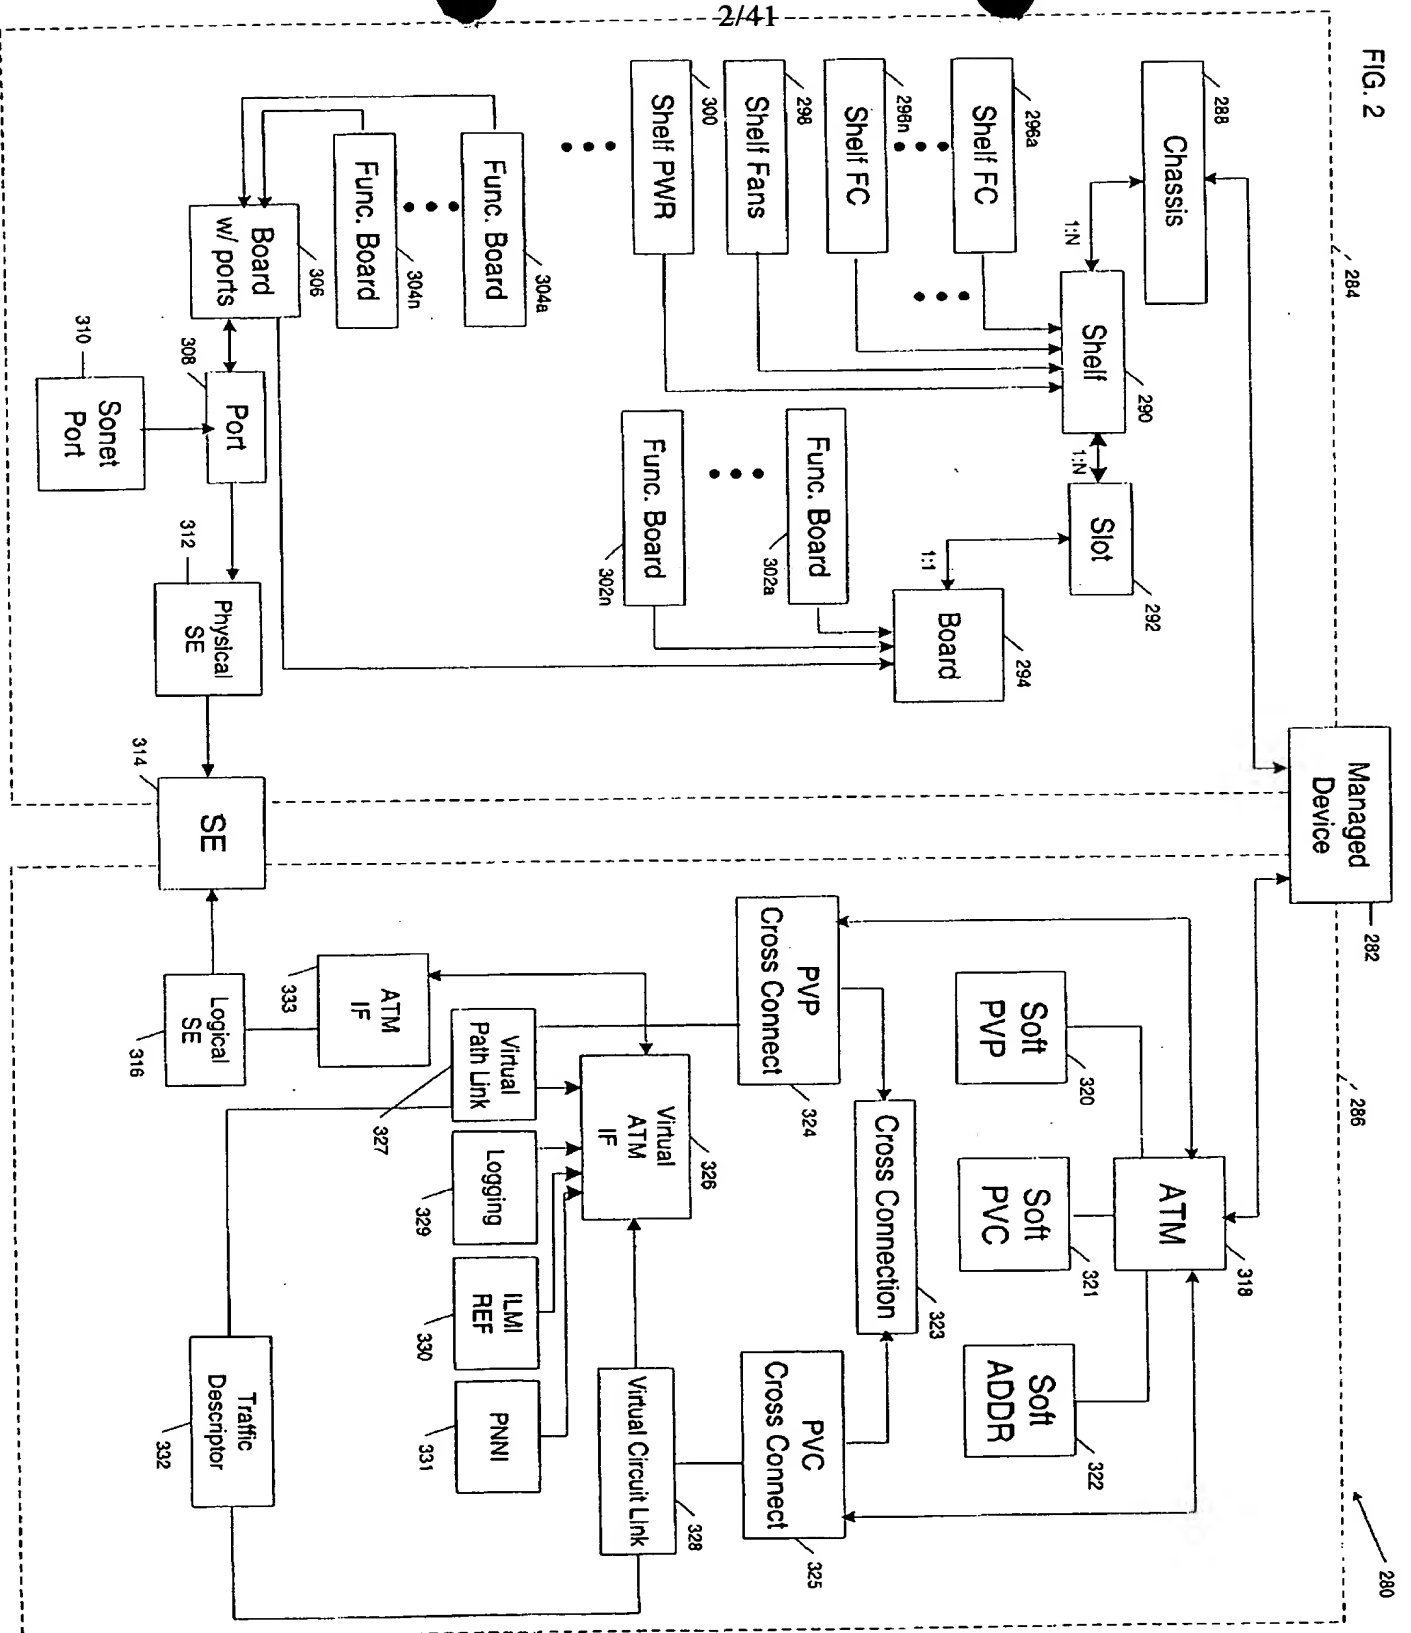 2/41
FIG. 2
280
Managed
Device
282
284
286
288
Chassis
1:N
Shelf
290
1:N
Slot
292
1:1
Board
294
296a
Shelf FC
296n
Shelf FC
298
Shelf Fans
300
Shelf PWR
Func. Board
302a
Func. Board
302n
Func. Board
304a
Func. Board
304n
Board
w/ ports
306
308
Port
310
Sonet
Port
312
Physical
SE
314
SE
Logical
SE
316
ATM
318
Soft
PVP
320
Soft
PVC
321
Soft
ADDR
322
Cross Connection
323
PVP
Cross Connect
324
PVC
Cross Connect
325
Virtual
ATM
IF
326
Virtual
Path Link
327
Virtual Circuit Link
328
Logging
329
ILMI
REF
330
PNNI
331
Traffic
Descriptor
332
ATM
IF
333